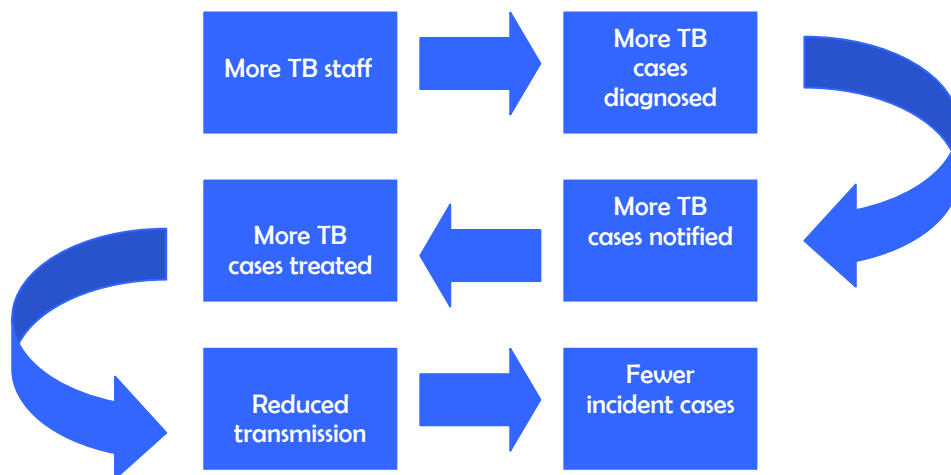 More TB staff
More TB
cases
diagnosed
More TB
cases notified
More TB
cases treated
Reduced
transmission
Fewer
incident cases